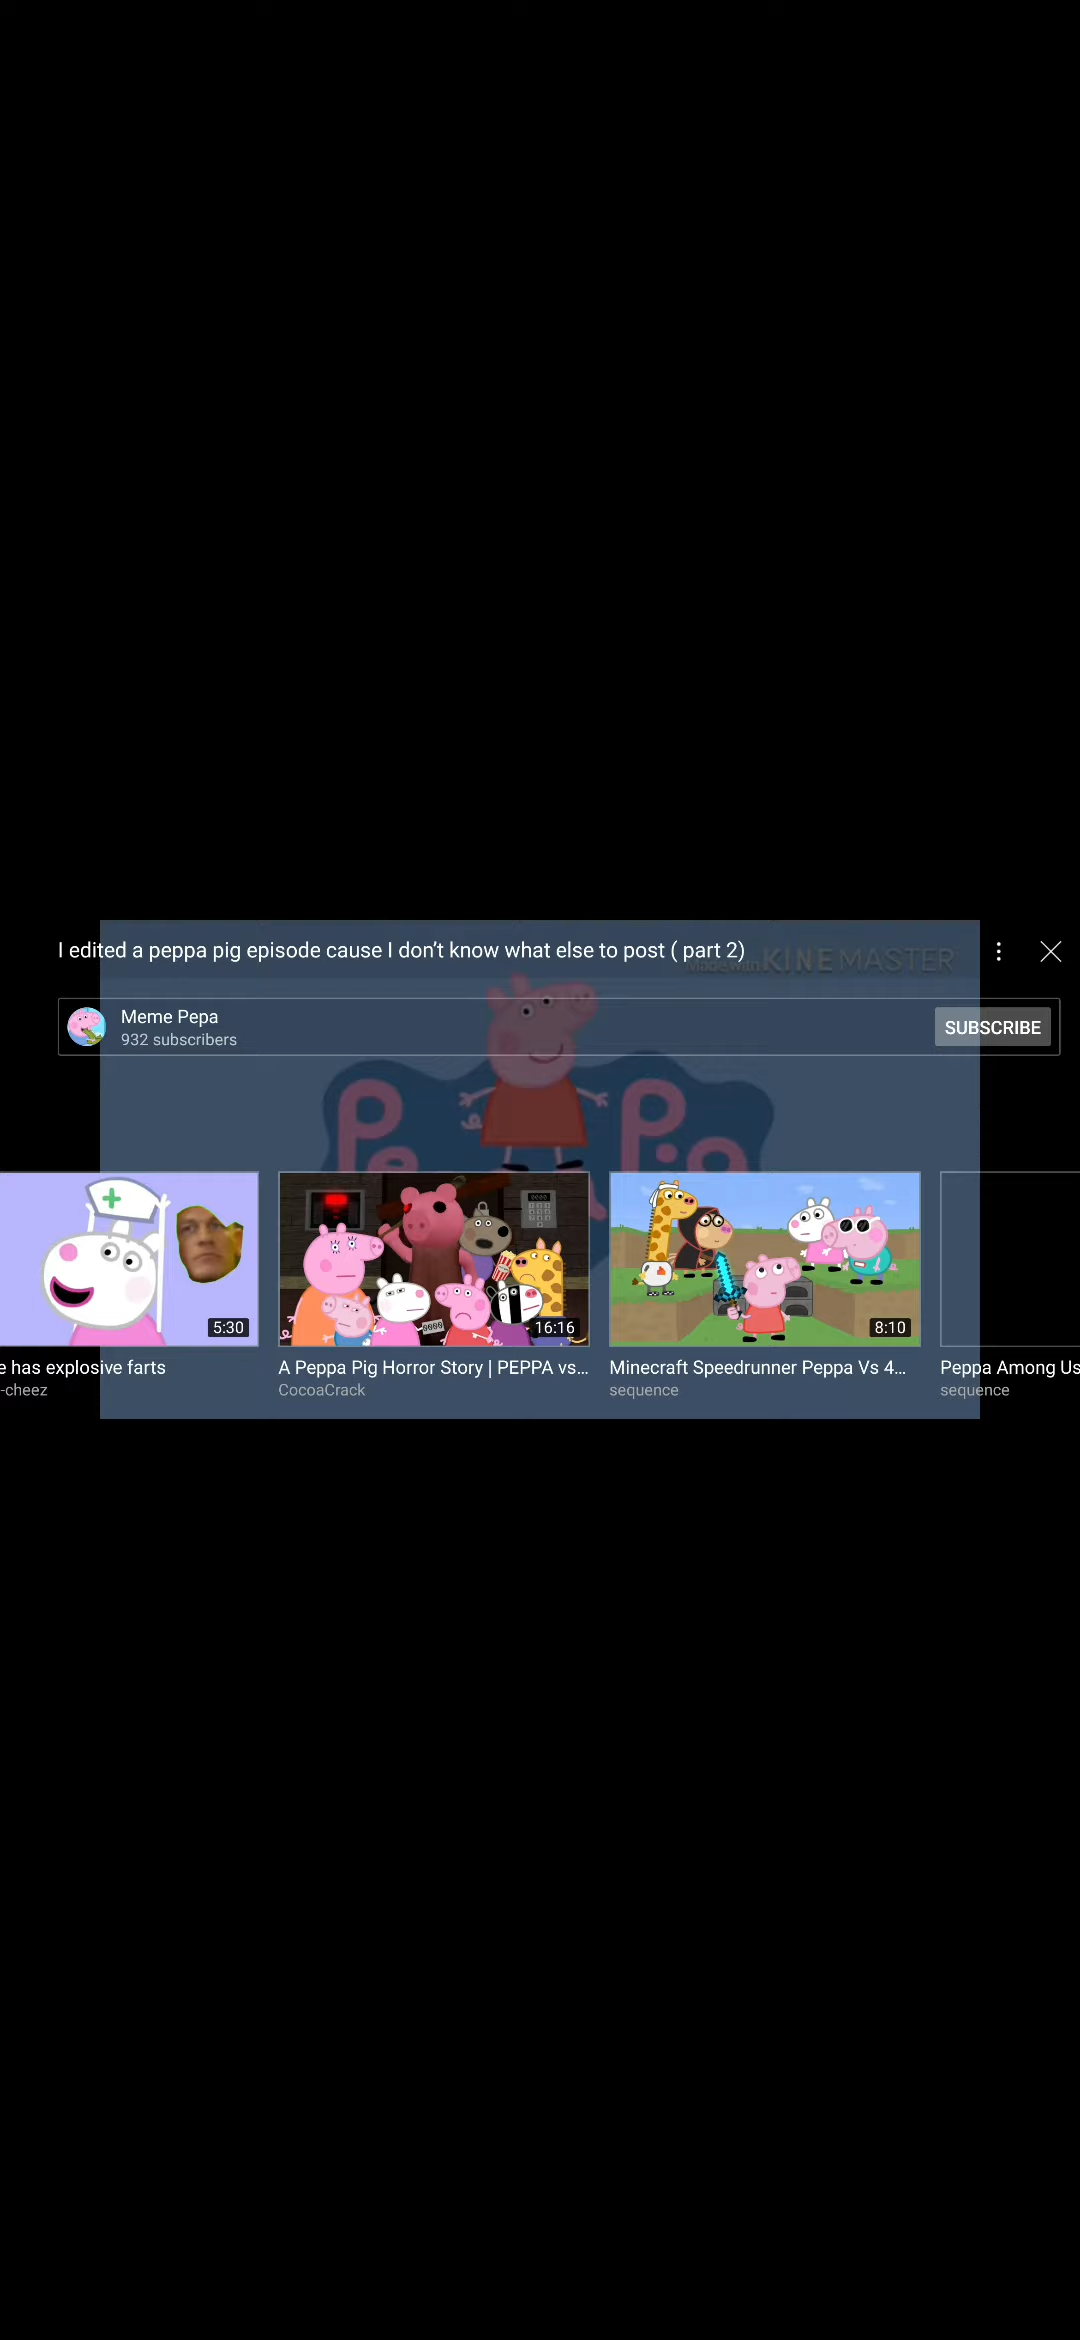 I edited a peppa pig episode cause I don't know what else to post ( part 2)
Made with KINEMASTER
Meme Pepa
932 subscribers
SUBSCRIBE
Pe Pig
5:30
16:16
8:10
e has explosive farts
-cheez
A Peppa Pig Horror Story | PEPPA vs...
CocoaCrack
Minecraft Speedrunner Peppa Vs 4...
sequence
Peppa Among Us
sequence